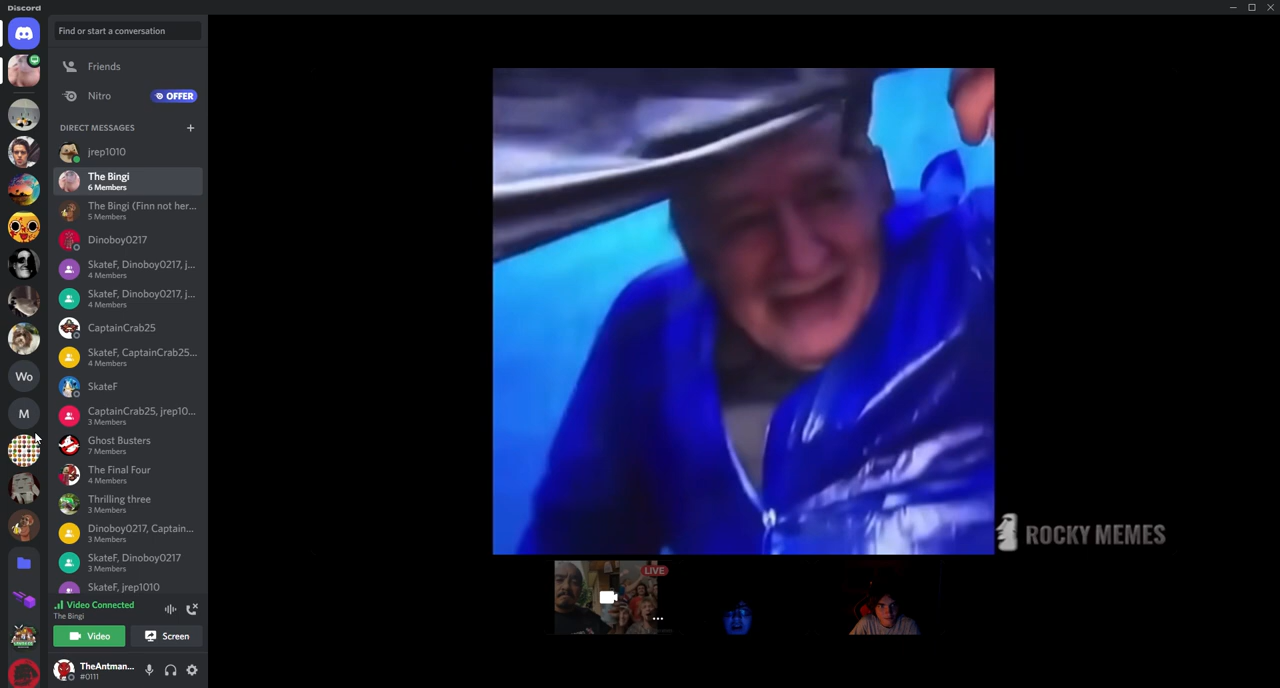 Discord
Find or start a conversation
Friends
Nitro
OFFER
DIRECT MESSAGES
jrep1010
The Bingi
6 Members
The Bingi (Finn not her...
5 Members
Dinoboy0217
SkateF, Dinoboy0217, j...
4 Members
SkateF, Dinoboy0217, j...
4 Members
CaptainCrab25
SkateF, CaptainCrab25...
4 Members
SkateF
CaptainCrab25, jrep10...
3 Members
Ghost Busters
7 Members
The Final Four
4 Members
Thrilling three
3 Members
Dinoboy0217, Captain...
3 Members
SkateF, Dinoboy0217
3 Members
SkateF, jrep1010
Wo
M
Video Connected
The Bingi
Video
Screen
TheAntman...
#0111
ROCKY MEMES
LIVE